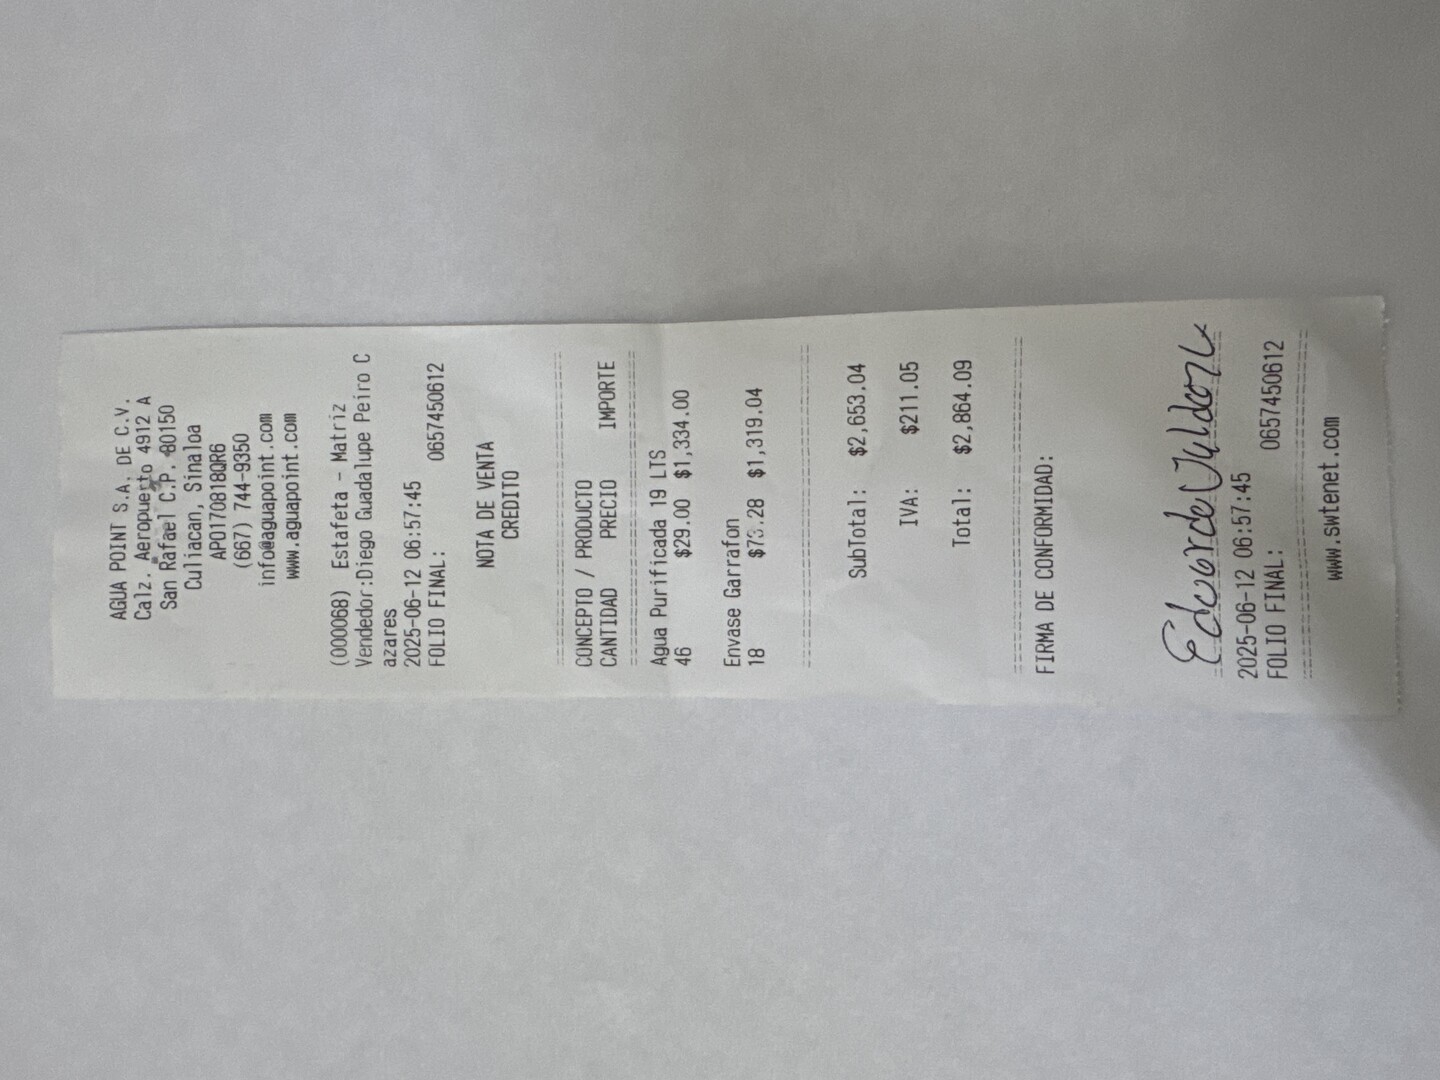 AGUA POINT S.A. DE C.V.
Calz. Aeropuerto 4912 A
San Rafael C.P. 80150
Culiacan, Sinaloa
APO170818QR6
(667) 744-9350
info@aguapoint.com
www.aguapoint.com
(000068) Estafeta - Matriz
Vendedor:Diego Guadalupe Peiro C
azares
2025-06-12 06:57:45
FOLIO FINAL: 0657450612
NOTA DE VENTA
CREDITO
CONCEPTO / PRODUCTO
CANTIDAD PRECIO IMPORTE
Agua Purificada 19 LTS
46 $29.00 $1,334.00
Envase Garrafon
18 $73.28 $1,319.04
SubTotal: $2,653.04
IVA: $211.05
Total: $2,864.09
FIRMA DE CONFORMIDAD:
Eduardo
2025-06-12 06:57:45
FOLIO FINAL: 0657450612
www.swtenet.com